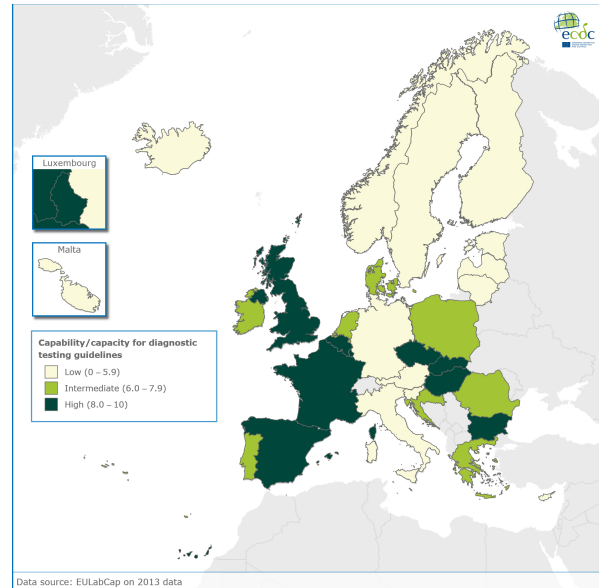 ecdc
Luxembourg
Malta
Capability/capacity for diagnostic
testing guidelines
Low (0 – 5.9)
Intermediate (6.0 – 7.9)
High (8.0 – 10)
Data source: EULabCap on 2013 data